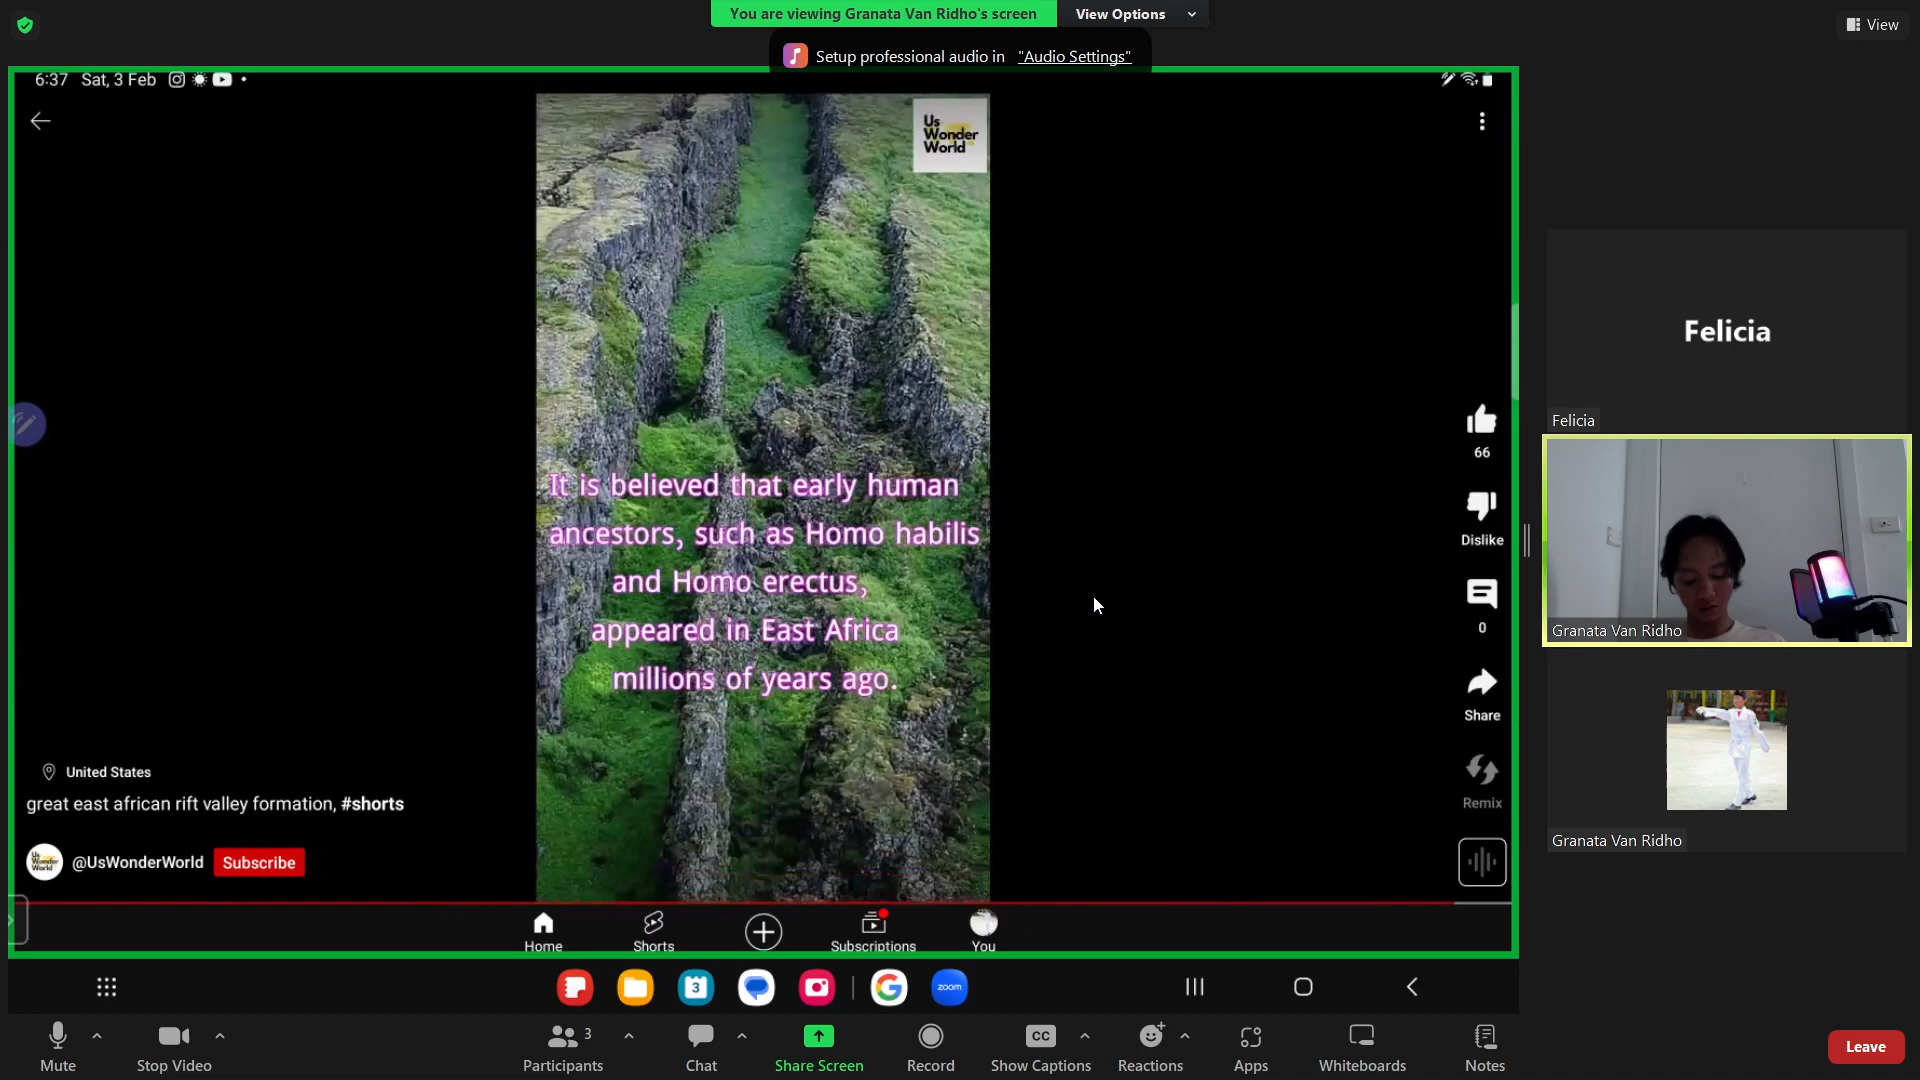 You are viewing Granata Van Ridho's screen
View Options
View
Setup professional audio in "Audio Settings"
6:37 Sat, 3 Feb
Us
Wonder
World
It is believed that early human
ancestors, such as Homo habilis
and Homo erectus,
appeared in East Africa
millions of years ago.
66
Dislike
0
Share
Remix
United States
great east african rift valley formation, #shorts
@UsWonderWorld
Subscribe
Home
Shorts
Subscriptions
You
3
zoom
Felicia
Felicia
Granata Van Ridho
Granata Van Ridho
Mute
Stop Video
Participants
3
Chat
Share Screen
Record
CC
Show Captions
Reactions
Apps
Whiteboards
Notes
Leave